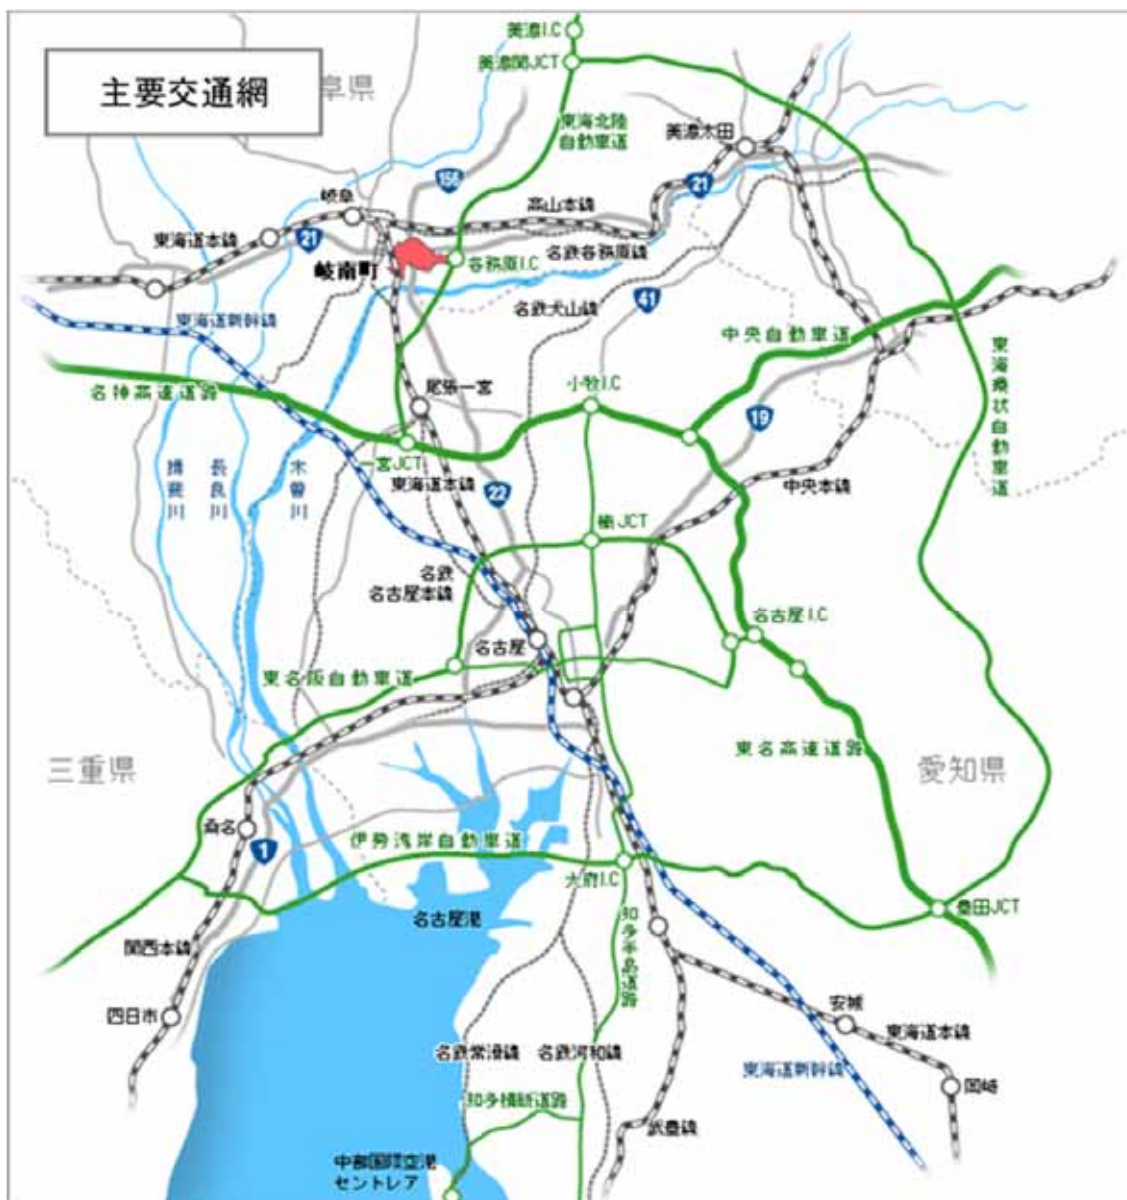 主要交通網
阜県
美濃I.C
美濃関JCT
東海北陸
自動車道
美濃太田
156
21
岐阜
高山本線
東海道本線
21
名鉄各務原線
各務原I.C
岐南町
41
名鉄犬山線
東海道新幹線
中央自動車道
東海環状自動車道
名神高速道路
尾張一宮
小牧I.C
19
一宮JCT
東海道本線
中央本線
揖斐川
長良川
木曽川
22
楠JCT
名鉄
名古屋本線
名古屋I.C
名古屋
東名阪自動車道
東名高速道路
三重県
愛知県
桑名
1
伊勢湾岸自動車道
大府I.C
豊田JCT
名古屋港
知多半島道路
関西本線
四日市
安城
東海道本線
名鉄常滑線
名鉄河和線
東海道新幹線
岡崎
知多横断道路
武豊線
中部国際空港
セントレア